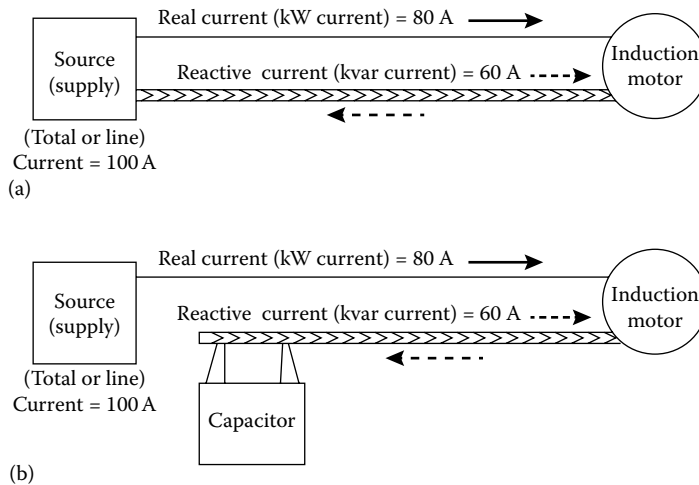 Real current (kW current) = 80 A
Source
(supply)
Induction
motor
Reactive current (kvar current) = 60 A
(Total or line)
Current = 100 A
(a)
Real current (kW current) = 80 A
Source
(supply)
Induction
motor
Reactive current (kvar current) = 60 A
(Total or line)
Current = 100 A
Capacitor
(b)